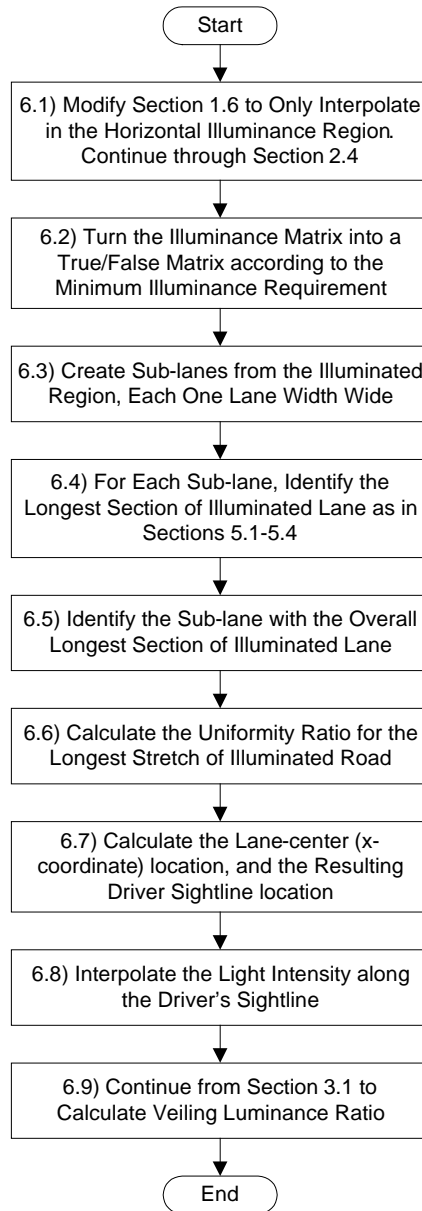 Start
6.1) Modify Section 1.6 to Only Interpolate
in the Horizontal Illuminance Region.
Continue through Section 2.4
6.2) Turn the Illuminance Matrix into a
True/False Matrix according to the
Minimum Illuminance Requirement
6.3) Create Sub-lanes from the Illuminated
Region, Each One Lane Width Wide
6.4) For Each Sub-lane, Identify the
Longest Section of Illuminated Lane as in
Sections 5.1-5.4
6.5) Identify the Sub-lane with the Overall
Longest Section of Illuminated Lane
6.6) Calculate the Uniformity Ratio for the
Longest Stretch of Illuminated Road
6.7) Calculate the Lane-center (x-
coordinate) location, and the Resulting
Driver Sightline location
6.8) Interpolate the Light Intensity along
the Driver's Sightline
6.9) Continue from Section 3.1 to
Calculate Veiling Luminance Ratio
End